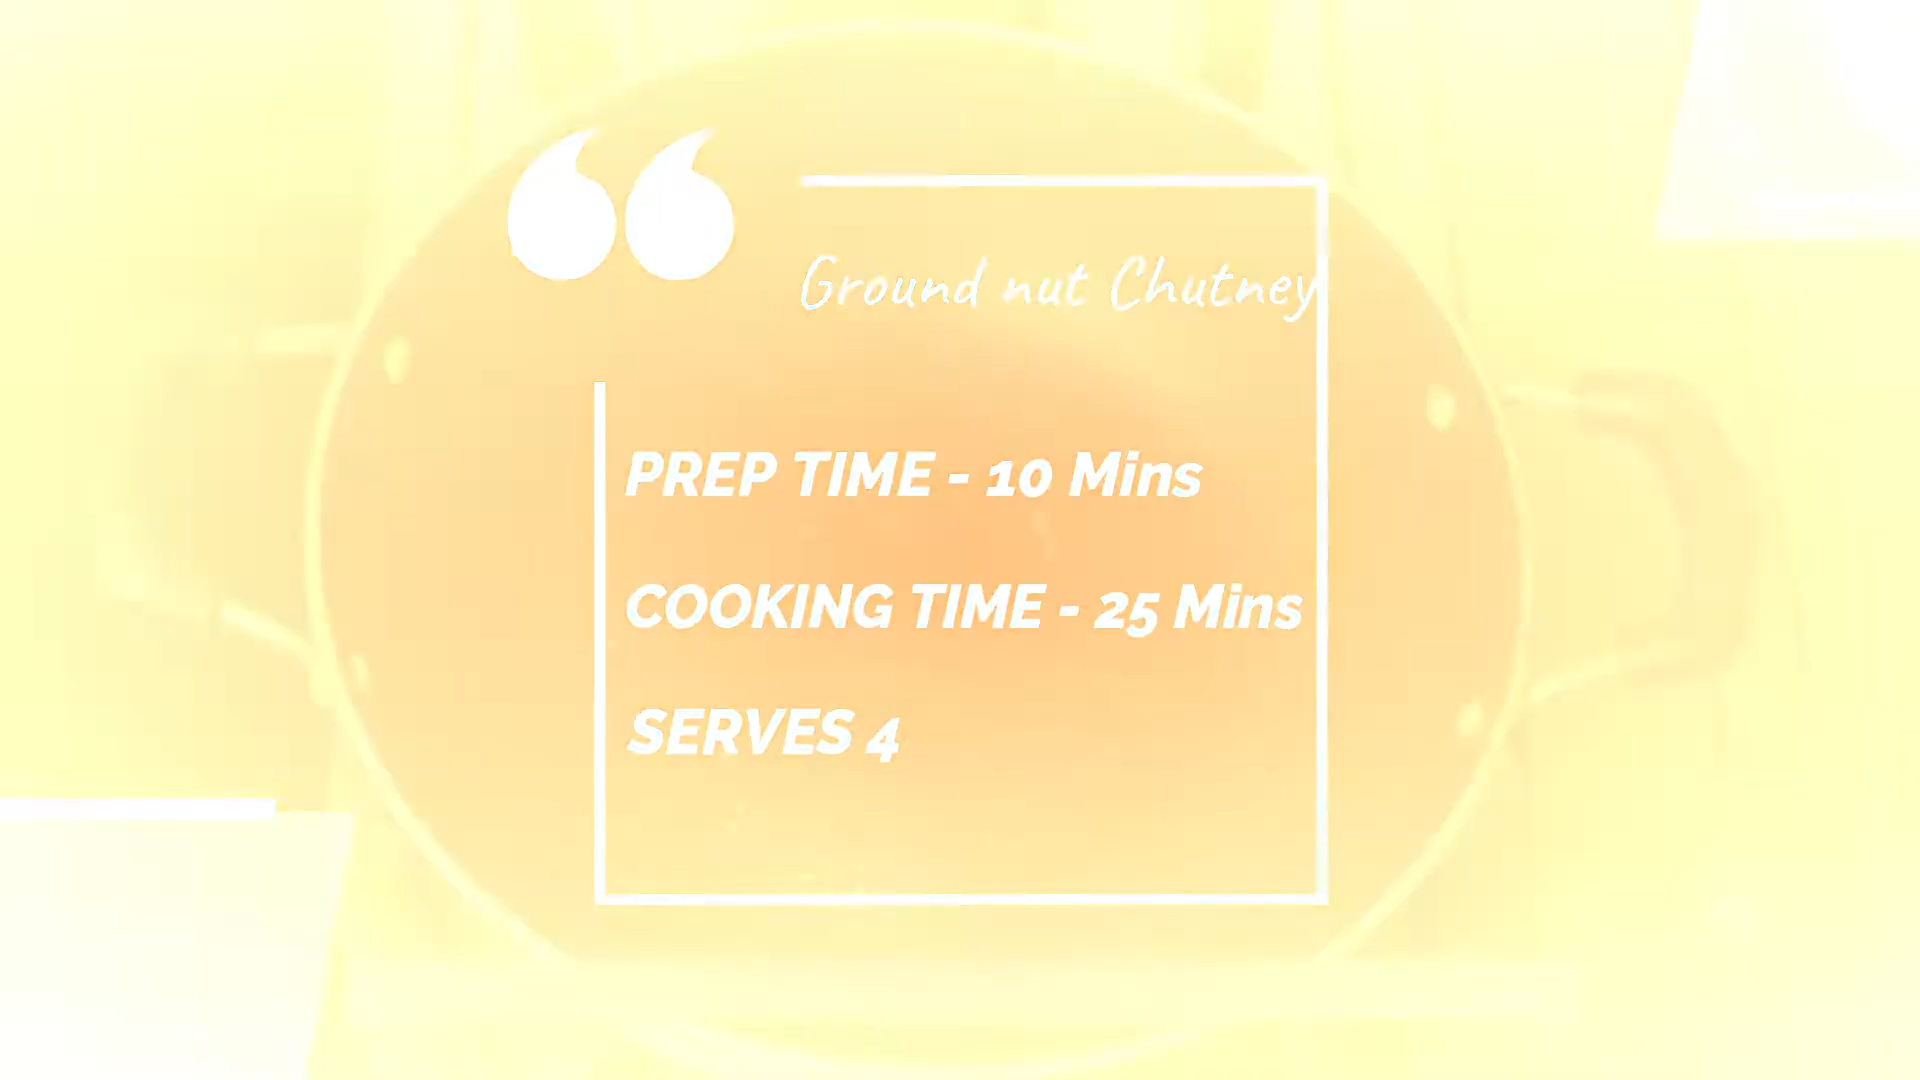 Ground nut Chutney
PREP TIME - 10 Mins
COOKING TIME - 25 Mins
SERVES 4